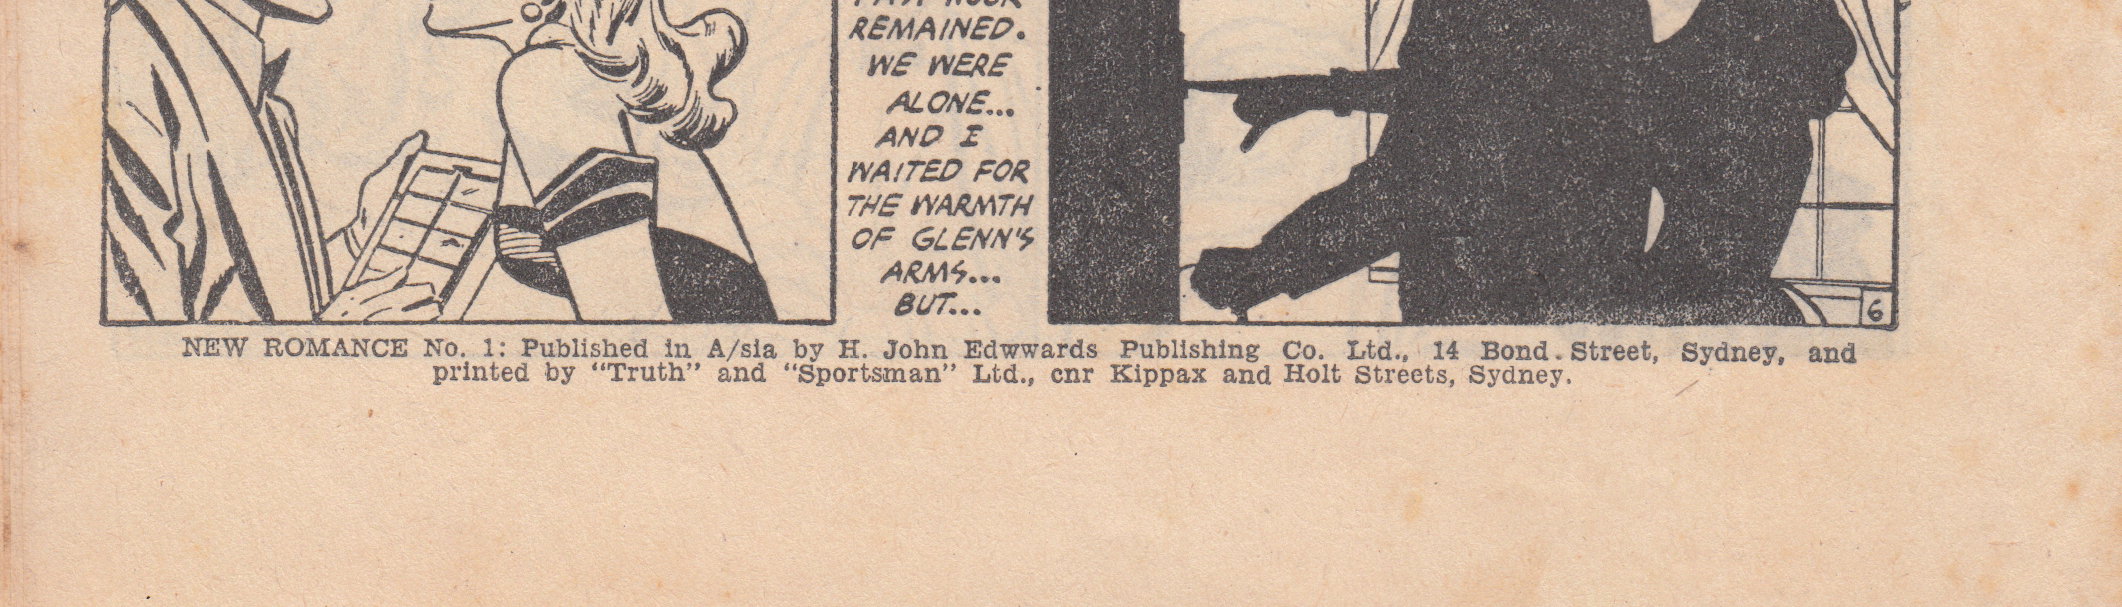 REMAINED.
WE WERE
ALONE...
AND I
WAITED FOR
THE WARMTH
OF GLENN'S
ARMS...
BUT...
6
NEW ROMANCE No. 1: Published in A/sia by H. John Edwwards Publishing Co. Ltd., 14 Bond Street, Sydney, and
printed by "Truth" and "Sportsman" Ltd., cnr Kippax and Holt Streets, Sydney.